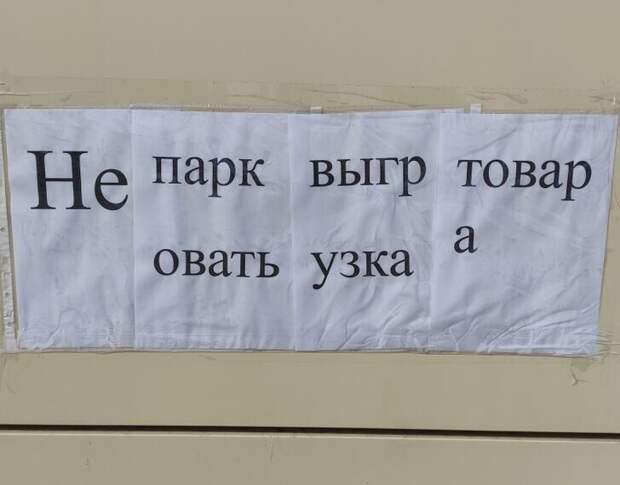 Не
парк
овать
выгр
узка
товар
а